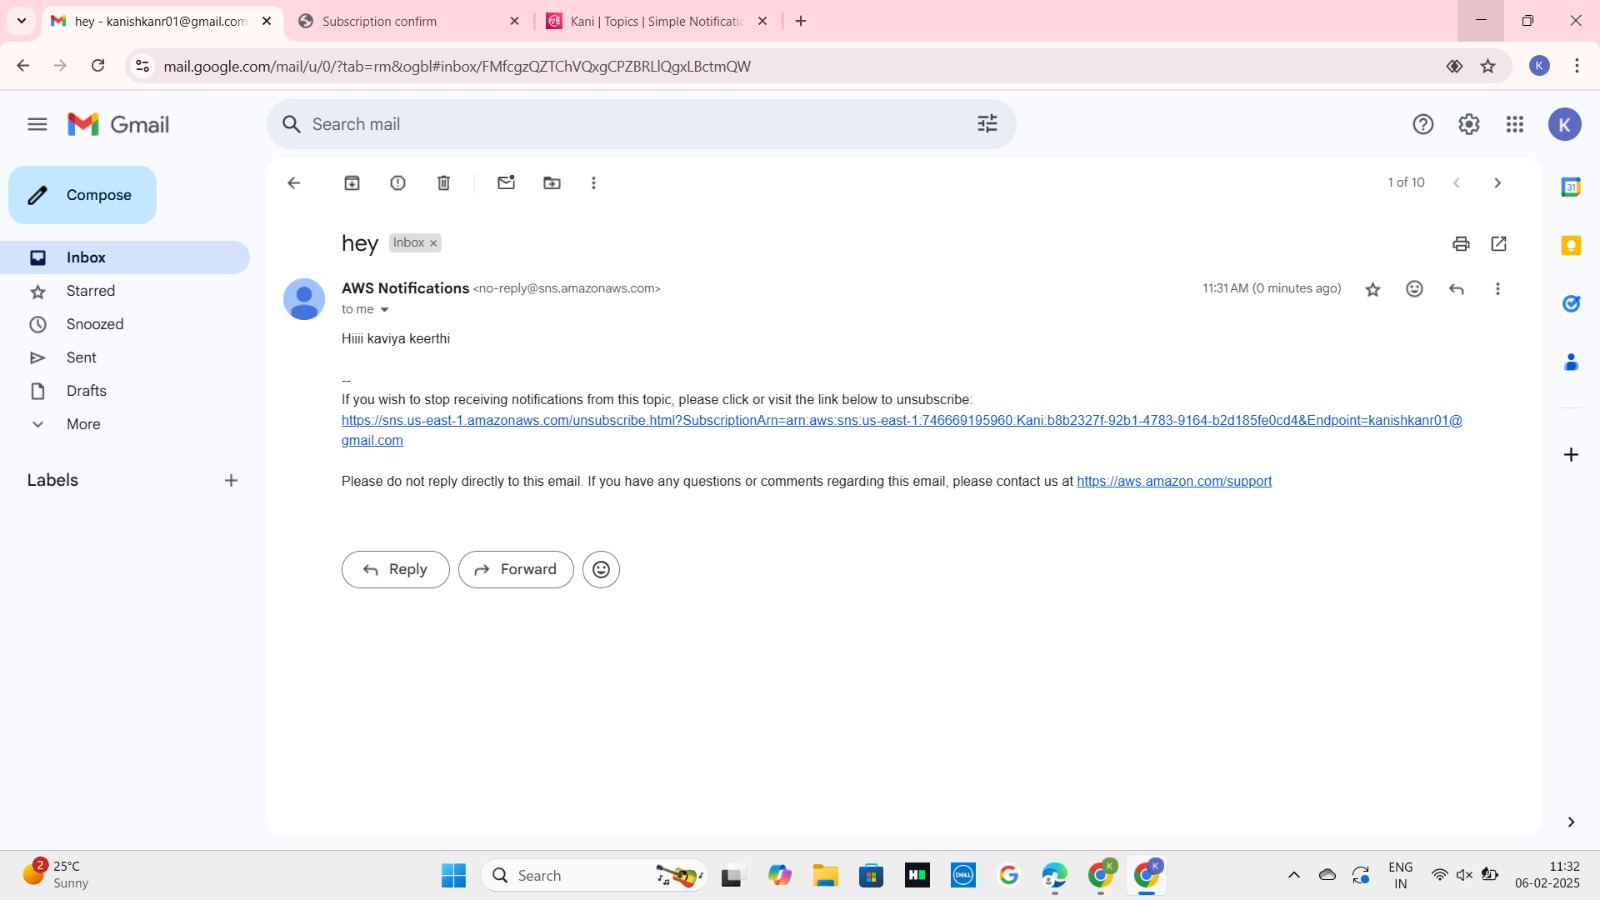 hey - kanishkanr01@gmail.com
Subscription confirm
Kani | Topics | Simple Notificatio
mail.google.com/mail/u/0/?tab=rm&ogbl#inbox/FMfcgzQZTChVQxgCPZBRLlQgxLBctmQW
K
Gmail
Search mail
K
Compose
1 of 10
31
hey
Inbox ×
Inbox
AWS Notifications <no-reply@sns.amazonaws.com>
11:31 AM (0 minutes ago)
Starred
to me
Snoozed
Hiiii kaviya keerthi
Sent
--
Drafts
If you wish to stop receiving notifications from this topic, please click or visit the link below to unsubscribe:
More
https://sns.us-east-1.amazonaws.com/unsubscribe.html?SubscriptionArn=arn:aws:sns:us-east-1:746669195960:Kani:b8b2327f-92b1-4783-9164-b2d185fe0cd4&Endpoint=kanishkanr01@
gmail.com
Labels
Please do not reply directly to this email. If you have any questions or comments regarding this email, please contact us at https://aws.amazon.com/support
Reply
Forward
2
25°C
Sunny
Search
H
DELL
G
K
K
ENG
IN
11:32
06-02-2025